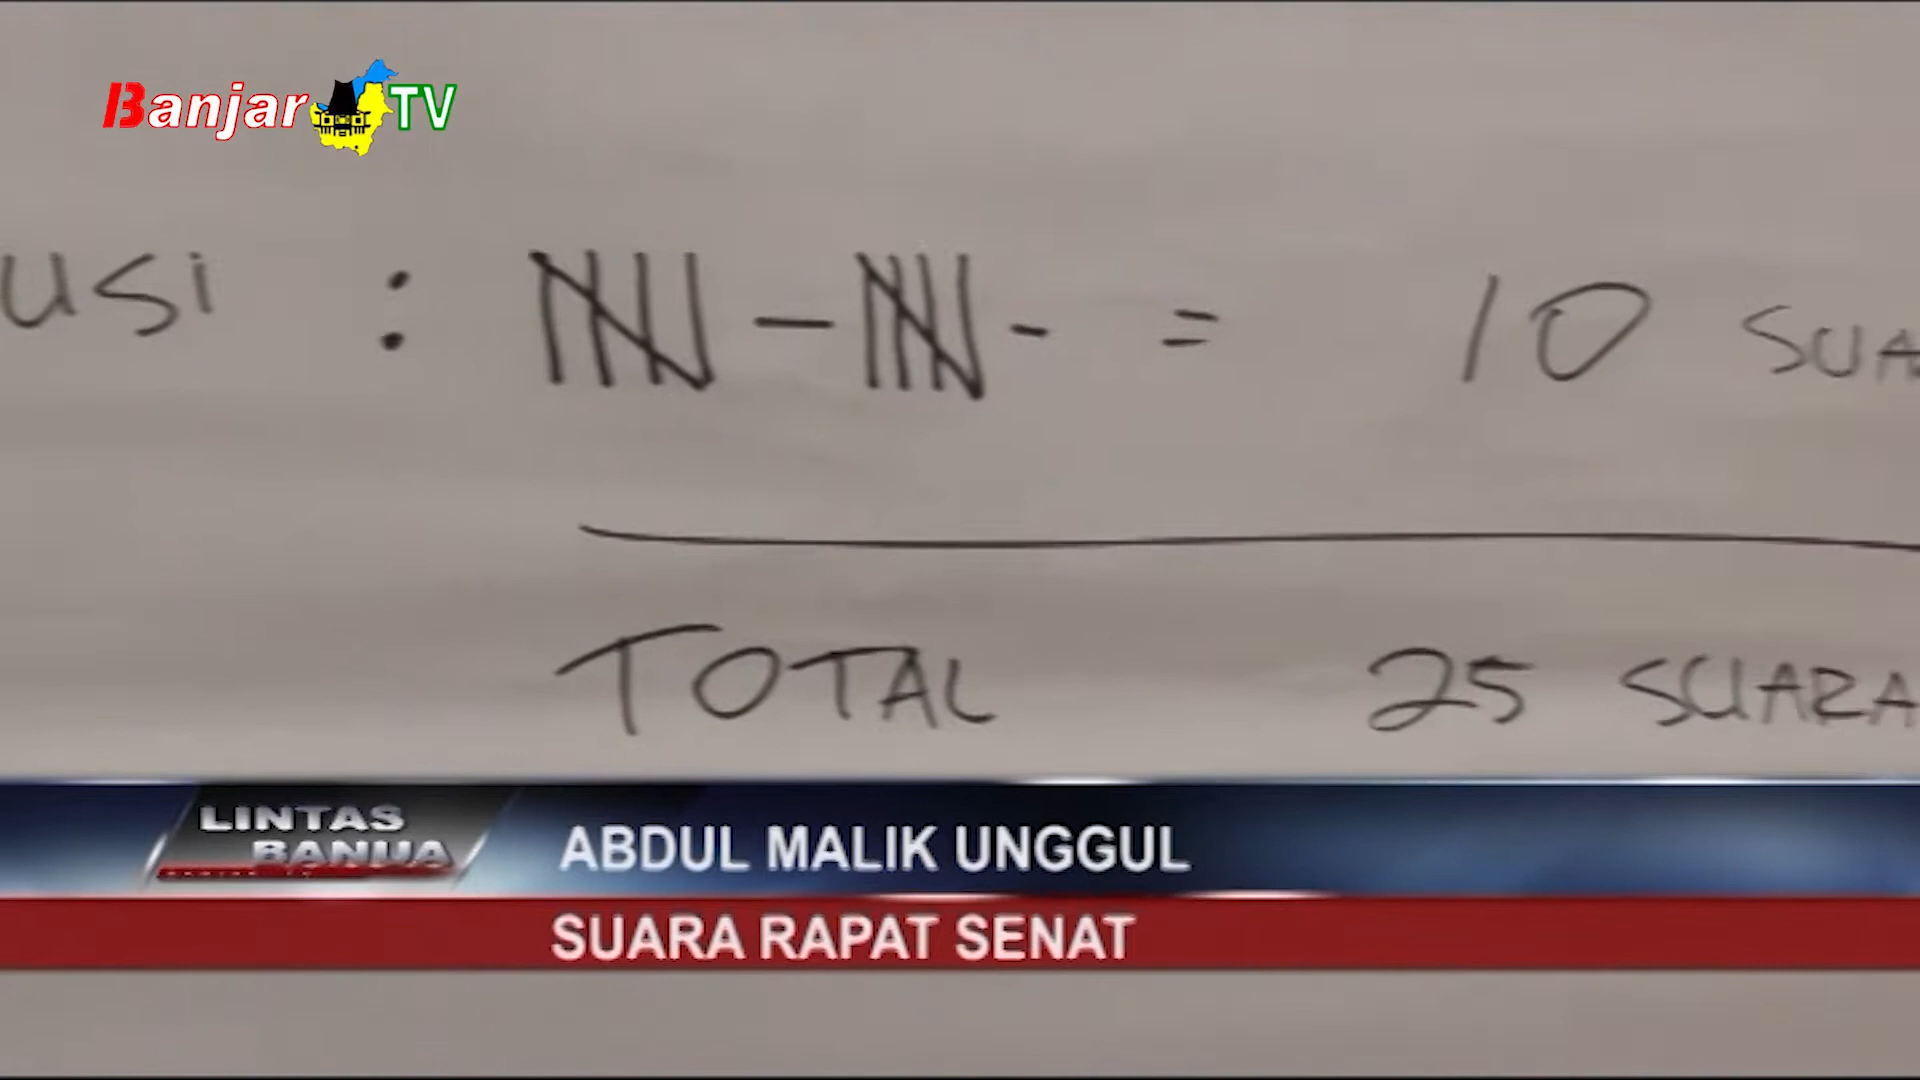 Banjar TV
USi : = 10 SUA
TOTAL 25 SUARA
LINTAS BANUA
ABDUL MALIK UNGGUL
SUARA RAPAT SENAT